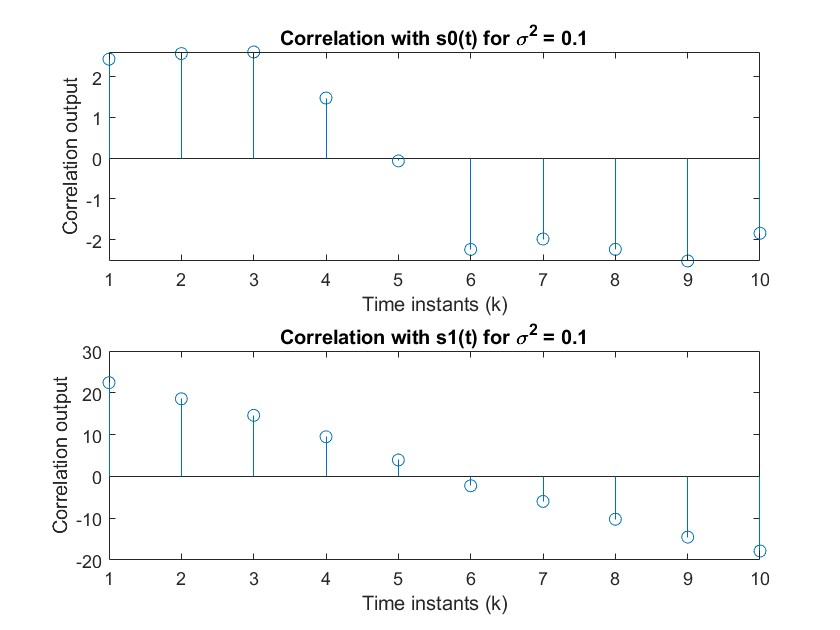 Correlation with s0(t) for σ² = 0.1
Correlation output
2
1
0
-1
-2
1 2 3 4 5 6 7 8 9 10
Time instants (k)
Correlation with s1(t) for σ² = 0.1
Correlation output
30
20
10
0
-10
-20
1 2 3 4 5 6 7 8 9 10
Time instants (k)